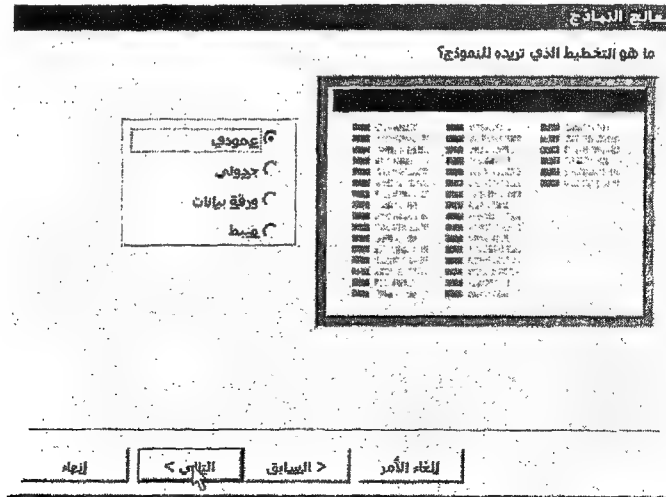 معالج النماذج
ما هو التخطيط الذي تريده للنموذج؟
عمودي
جدولي
ورقة بيانات
ضبط
إلغاء الأمر
< السابق
التالي >
إنهاء